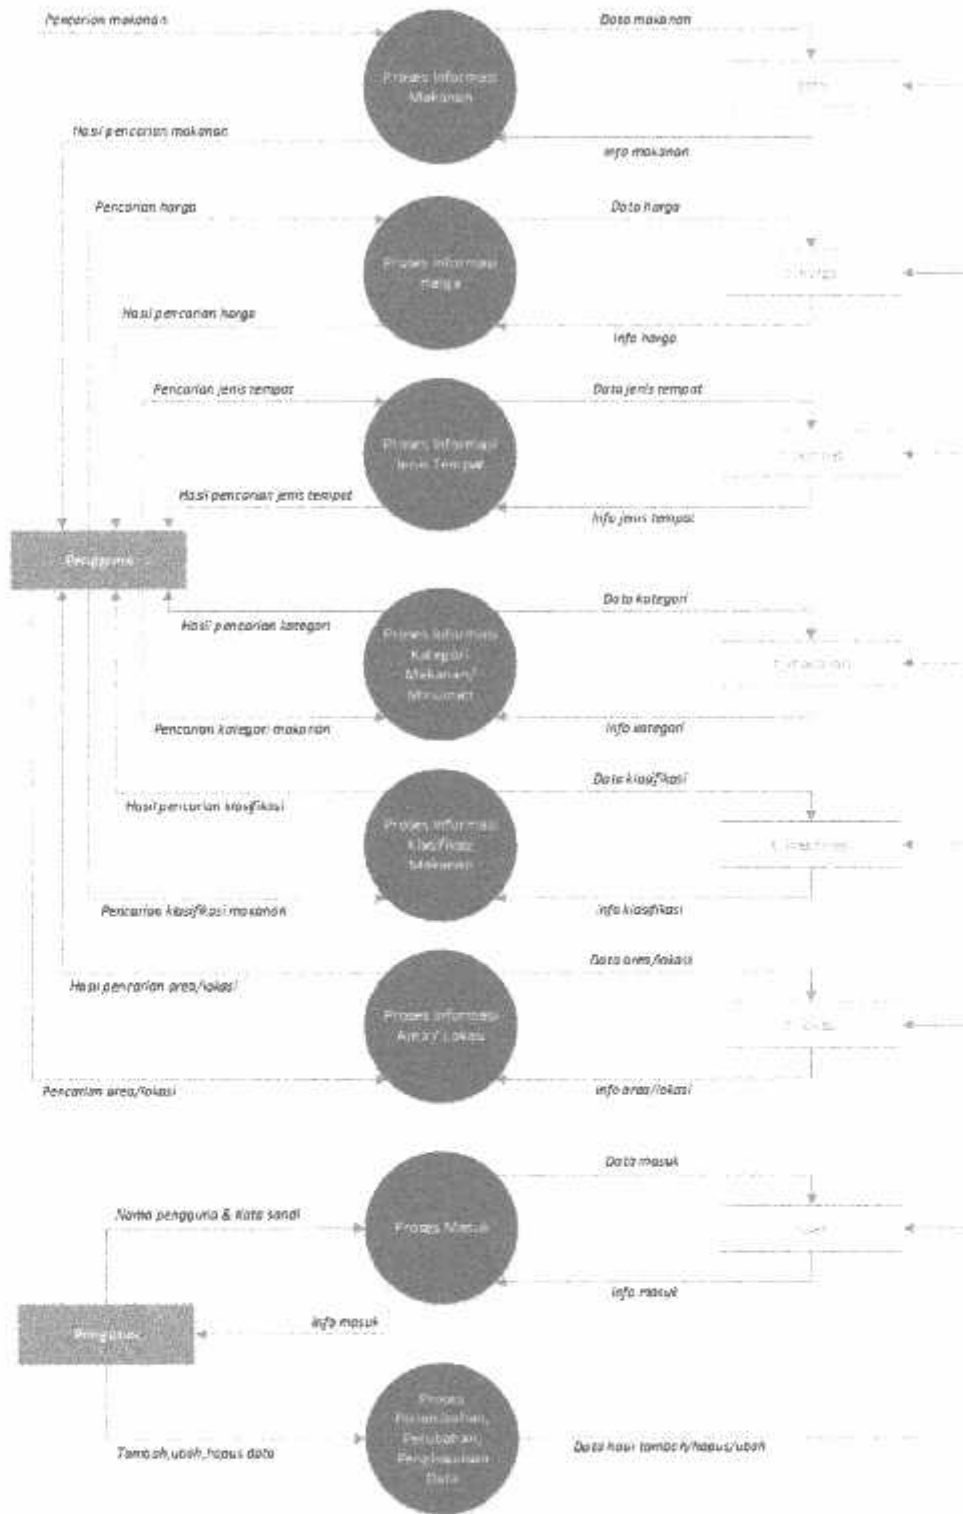 Pencarian makanan
Data makanan
Proses Informasi
Makanan
Hasil pencarian makanan
Info makanan
Pencarian harga
Data harga
Proses Informasi
Harga
Hasil pencarian harga
Info harga
Pencarian jenis tempat
Data jenis tempat
Proses Informasi
Jenis Tempat
Hasil pencarian jenis tempat
Info jenis tempat
Pengguna
Data kategori
Hasil pencarian kategori
Proses Informasi
Kategori
Makanan/
Minuman
Pencarian kategori makanan
Info kategori
Data klasifikasi
Hasil pencarian klasifikasi
Proses Informasi
Klasifikasi
Makanan
Pencarian klasifikasi makanan
Info klasifikasi
Data area/lokasi
Hasil pencarian area/lokasi
Proses Informasi
Area/ Lokasi
Pencarian area/lokasi
Info area/lokasi
Data masuk
Nama pengguna & Kata sandi
Proses Masuk
Info masuk
Info masuk
Proses
Penambahan,
Perubahan,
Penghapusan
Data
Tambah,ubah,hapus data
Data hasil tambah/hapus/ubah